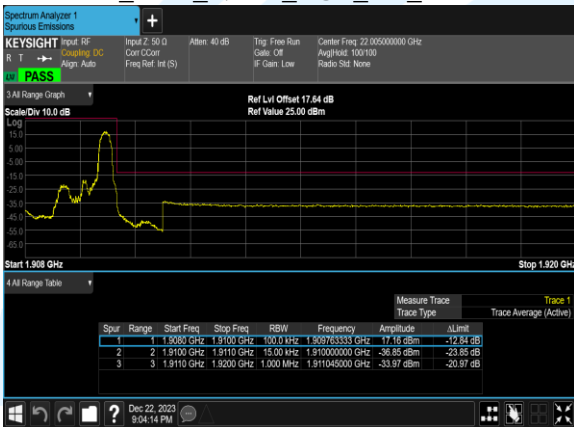 Spectrum Analyzer 1
Spurious Emissions
+
KEYSIGHT
R T
LNI PASS
Input: RF
Coupling: DC
Align: Auto
Input Z: 50 Ω
Corr CCorr
Freq Ref: Int (S)
Atten: 40 dB
Trig: Free Run
Gate: Off
IF Gain: Low
Center Freq: 22.005000000 GHz
Avg|Hold: 100/100
Radio Std: None
3 All Range Graph
Scale/Div 10.0 dB
Ref Lvl Offset 17.64 dB
Ref Value 25.00 dBm
Log
15.0
5.00
-5.00
-15.0
-25.0
-35.0
-45.0
-55.0
-65.0
Start 1.908 GHz
Stop 1.920 GHz
4 All Range Table
Measure Trace Trace 1
Trace Type Trace Average (Active)
Spur Range Start Freq Stop Freq RBW Frequency Amplitude ΔLimit
1 1 1.9080 GHz 1.9100 GHz 100.0 kHz 1.909763333 GHz 17.16 dBm -12.84 dB
2 2 1.9100 GHz 1.9110 GHz 15.00 kHz 1.910000000 GHz -36.85 dBm -23.85 dB
3 3 1.9110 GHz 1.9200 GHz 1.000 MHz 1.911045000 GHz -33.97 dBm -20.97 dB
?
Dec 22, 2023
9:04:14 PM